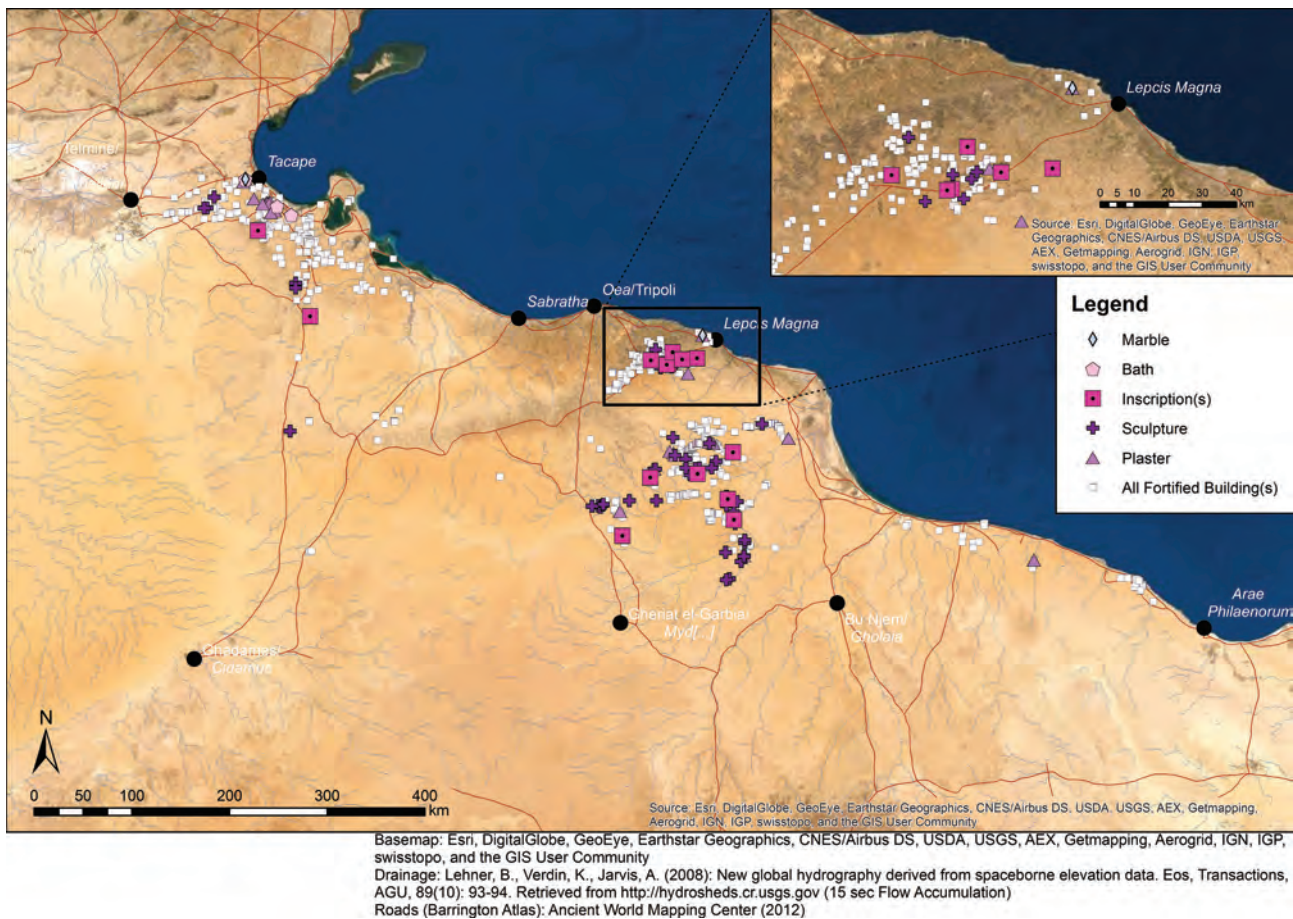 Lepcis Magna
0 5 10 20 30 40
km
Source: Esri, DigitalGlobe, GeoEye, Earthstar
Geographics, CNES/Airbus DS, USDA, USGS,
AEX, Getmapping, Aerogrid, IGN, IGP,
swisstopo, and the GIS User Community
Telmine/
Tacape
Sabratha
Oea/Tripoli
Lepcis Magna
Legend
Marble
Bath
Inscription(s)
Sculpture
Plaster
All Fortified Building(s)
Gheriat el-Garbia/
Myd[...]
Bu Njem/
Gholaia
Arae
Philaenorum
Ghadames/
Cidamus
N
0 50 100 200 300 400
km
Source: Esri, DigitalGlobe, GeoEye, Earthstar Geographics, CNES/Airbus DS, USDA, USGS, AEX, Getmapping,
Aerogrid, IGN, IGP, swisstopo, and the GIS User Community
Basemap: Esri, DigitalGlobe, GeoEye, Earthstar Geographics, CNES/Airbus DS, USDA, USGS, AEX, Getmapping, Aerogrid, IGN, IGP,
swisstopo, and the GIS User Community
Drainage: Lehner, B., Verdin, K., Jarvis, A. (2008): New global hydrography derived from spaceborne elevation data. Eos, Transactions,
AGU, 89(10): 93-94. Retrieved from http://hydrosheds.cr.usgs.gov (15 sec Flow Accumulation)
Roads (Barrington Atlas): Ancient World Mapping Center (2012)